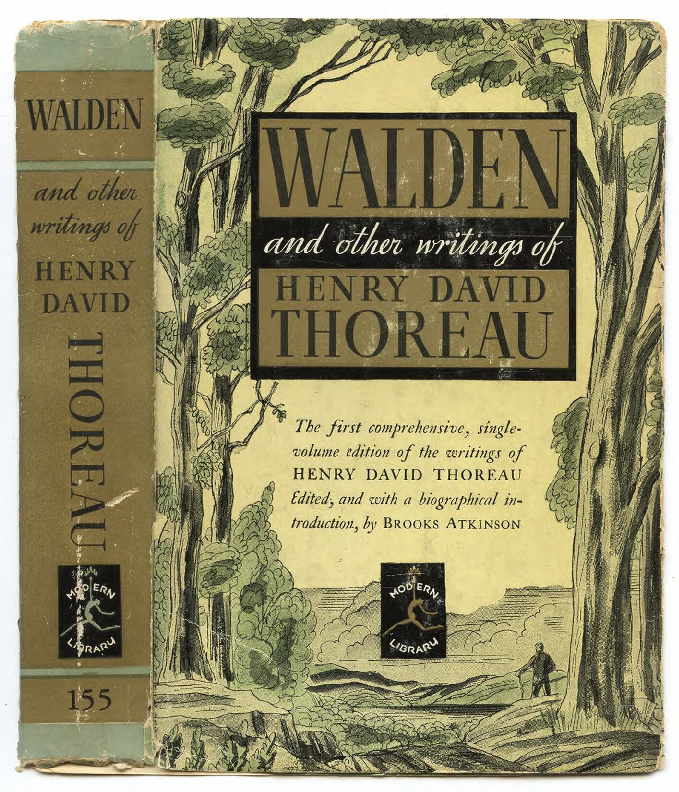 WALDEN
and other
writings of
HENRY
DAVID
THOREAU
MODERN
LIBRARY
155
WALDEN
and other writings of
HENRY DAVID
THOREAU
The first comprehensive, single-
volume edition of the writings of
HENRY DAVID THOREAU
Edited, and with a biographical in-
troduction, by BROOKS ATKINSON
MODERN
LIBRARY